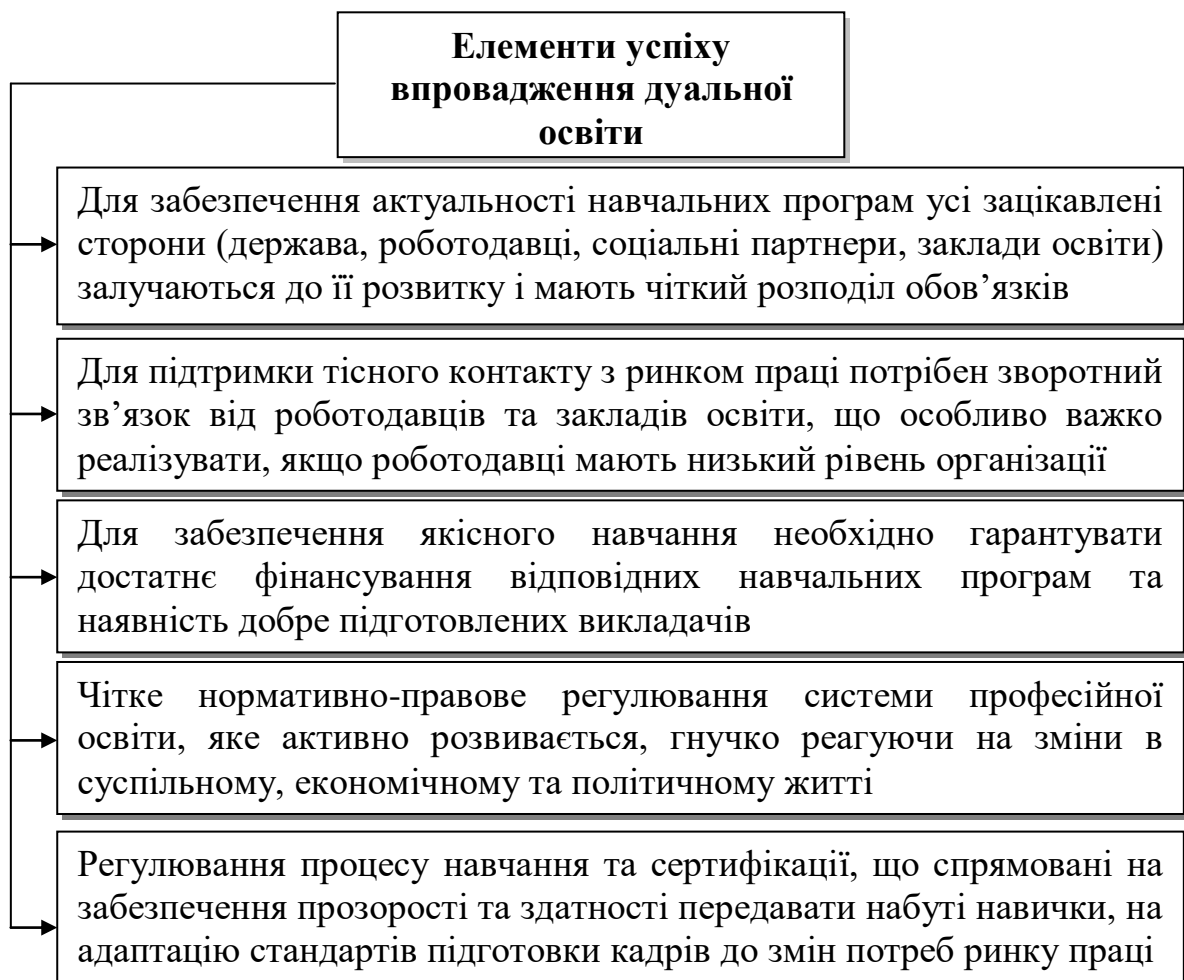 Елементи успіху
впровадження дуальної
освіти
Для забезпечення актуальності навчальних програм усі зацікавлені
сторони (держава, роботодавці, соціальні партнери, заклади освіти)
залучаються до її розвитку і мають чіткий розподіл обов’язків
Для підтримки тісного контакту з ринком праці потрібен зворотний
зв’язок від роботодавців та закладів освіти, що особливо важко
реалізувати, якщо роботодавці мають низький рівень організації
Для забезпечення якісного навчання необхідно гарантувати
достатнє фінансування відповідних навчальних програм та
наявність добре підготовлених викладачів
Чітке нормативно-правове регулювання системи професійної
освіти, яке активно розвивається, гнучко реагуючи на зміни в
суспільному, економічному та політичному житті
Регулювання процесу навчання та сертифікації, що спрямовані на
забезпечення прозорості та здатності передавати набуті навички, на
адаптацію стандартів підготовки кадрів до змін потреб ринку праці